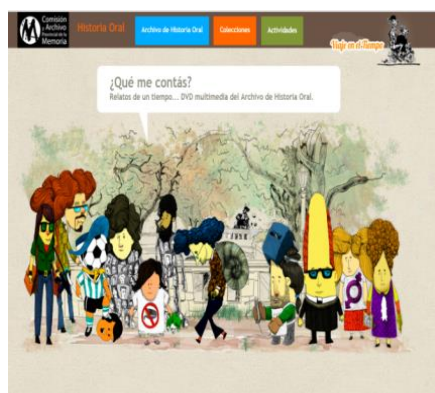 Comisión
y Archivo
Provincial de la
Memoria
Historia Oral
Archivo de Historia Oral
Colecciones
Actividades
Viaje en el Tiempo
¿Qué me contás?
Relatos de un tiempo... DVD multimedia del Archivo de Historia Oral.